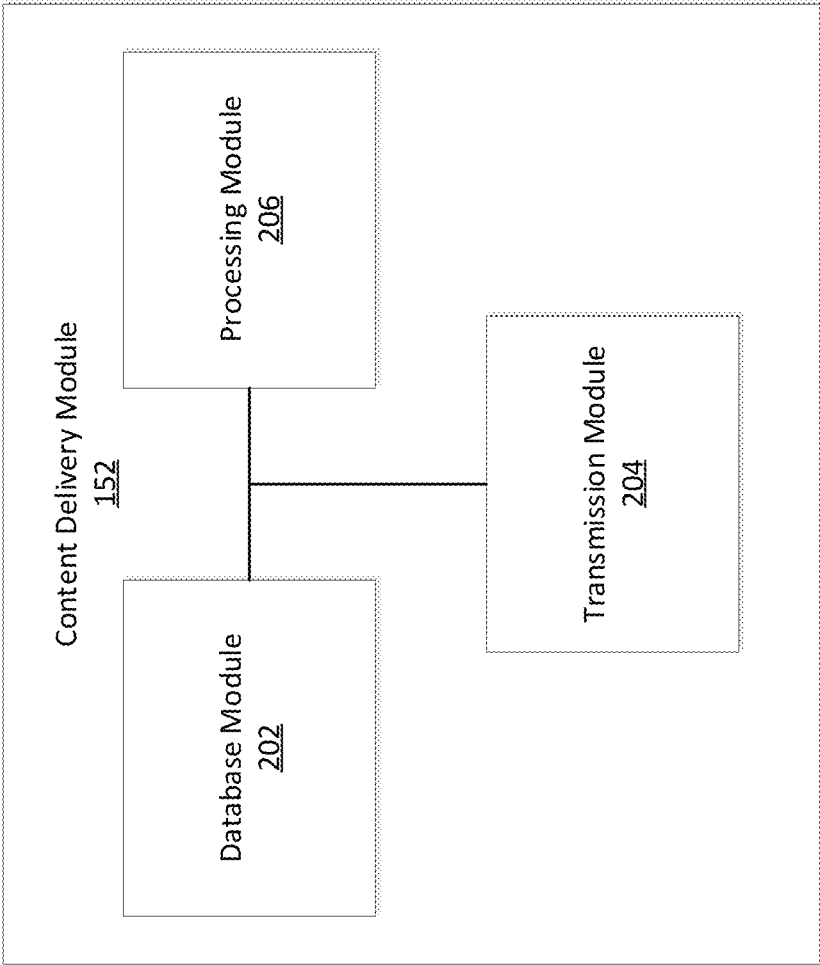 Content Delivery Module
152
Database Module
202
Processing Module
206
Transmission Module
204